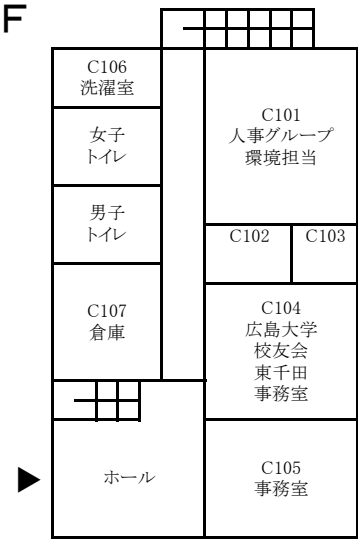 F
C106
洗濯室
女子
トイレ
男子
トイレ
C107
倉庫
ホール
C101
人事グループ
環境担当
C102
C103
C104
広島大学
校友会
東千田
事務室
C105
事務室